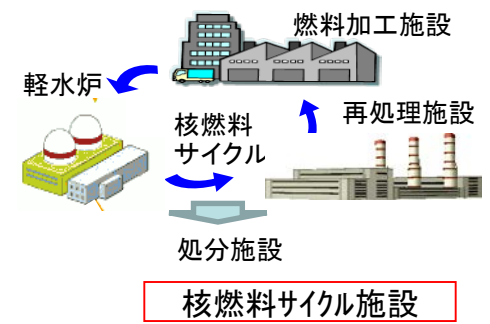 燃料加工施設
軽水炉
再処理施設
核燃料
サイクル
処分施設
核燃料サイクル施設